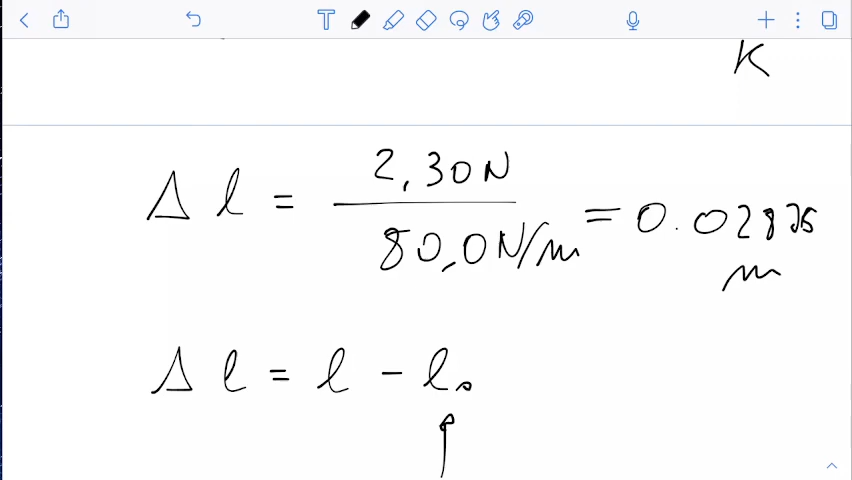 K
Δl = 2,30N / 80,0N/m = 0.02875 m
Δl = l - l₀